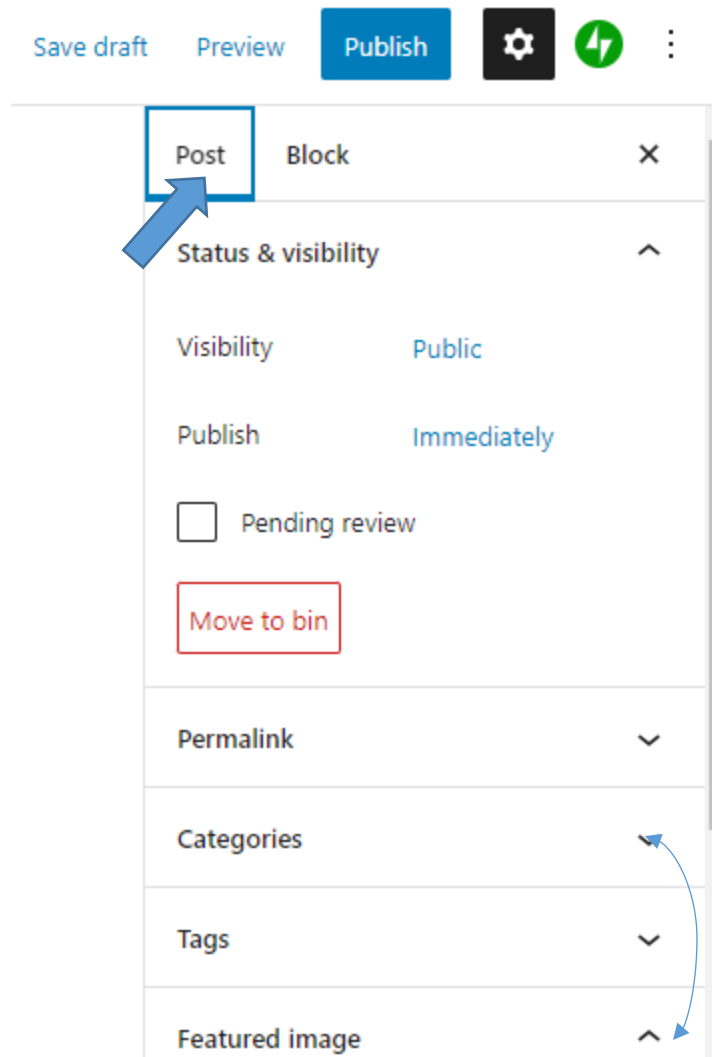 Save draft Preview Publish
Post Block
Status & visibility
Visibility Public
Publish Immediately
Pending review
Move to bin
Permalink
Categories
Tags
Featured image